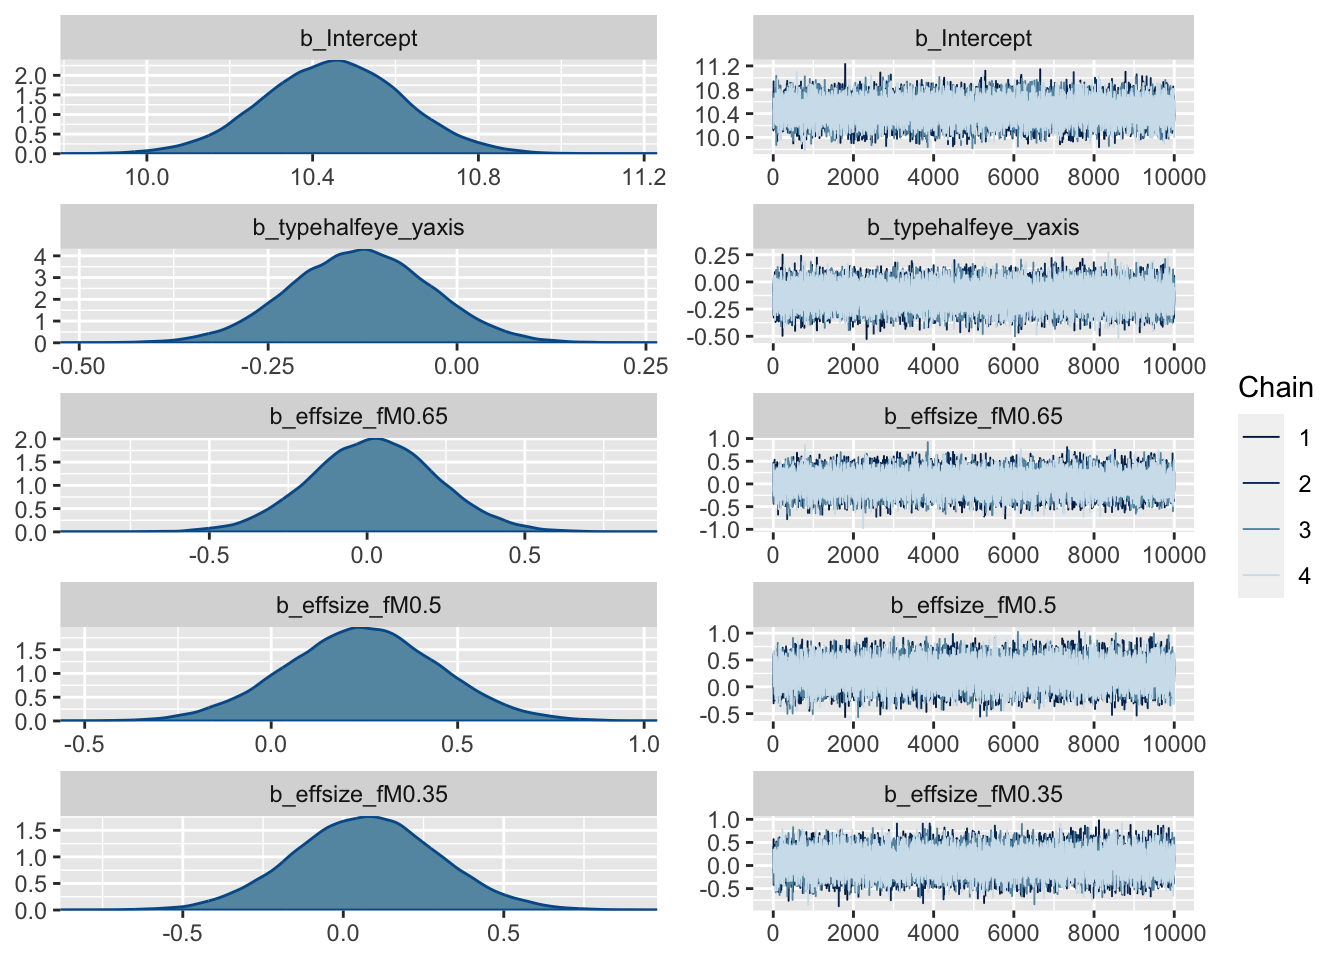 b_Intercept
2.0
1.5
1.0
0.5
0.0
10.0 10.4 10.8 11.2
b_Intercept
11.2
10.8
10.4
10.0
0 2000 4000 6000 8000 10000
b_typehalfeye_yaxis
4
3
2
1
0
-0.50 -0.25 0.00 0.25
b_typehalfeye_yaxis
0.25
0.00
-0.25
-0.50
0 2000 4000 6000 8000 10000
b_effsize_fM0.65
2.0
1.5
1.0
0.5
0.0
-0.5 0.0 0.5
b_effsize_fM0.65
1.0
0.5
0.0
-0.5
-1.0
0 2000 4000 6000 8000 10000
b_effsize_fM0.5
1.5
1.0
0.5
0.0
-0.5 0.0 0.5 1.0
b_effsize_fM0.5
1.0
0.5
0.0
-0.5
0 2000 4000 6000 8000 10000
b_effsize_fM0.35
1.5
1.0
0.5
0.0
-0.5 0.0 0.5
b_effsize_fM0.35
1.0
0.5
0.0
-0.5
0 2000 4000 6000 8000 10000
Chain
1
2
3
4